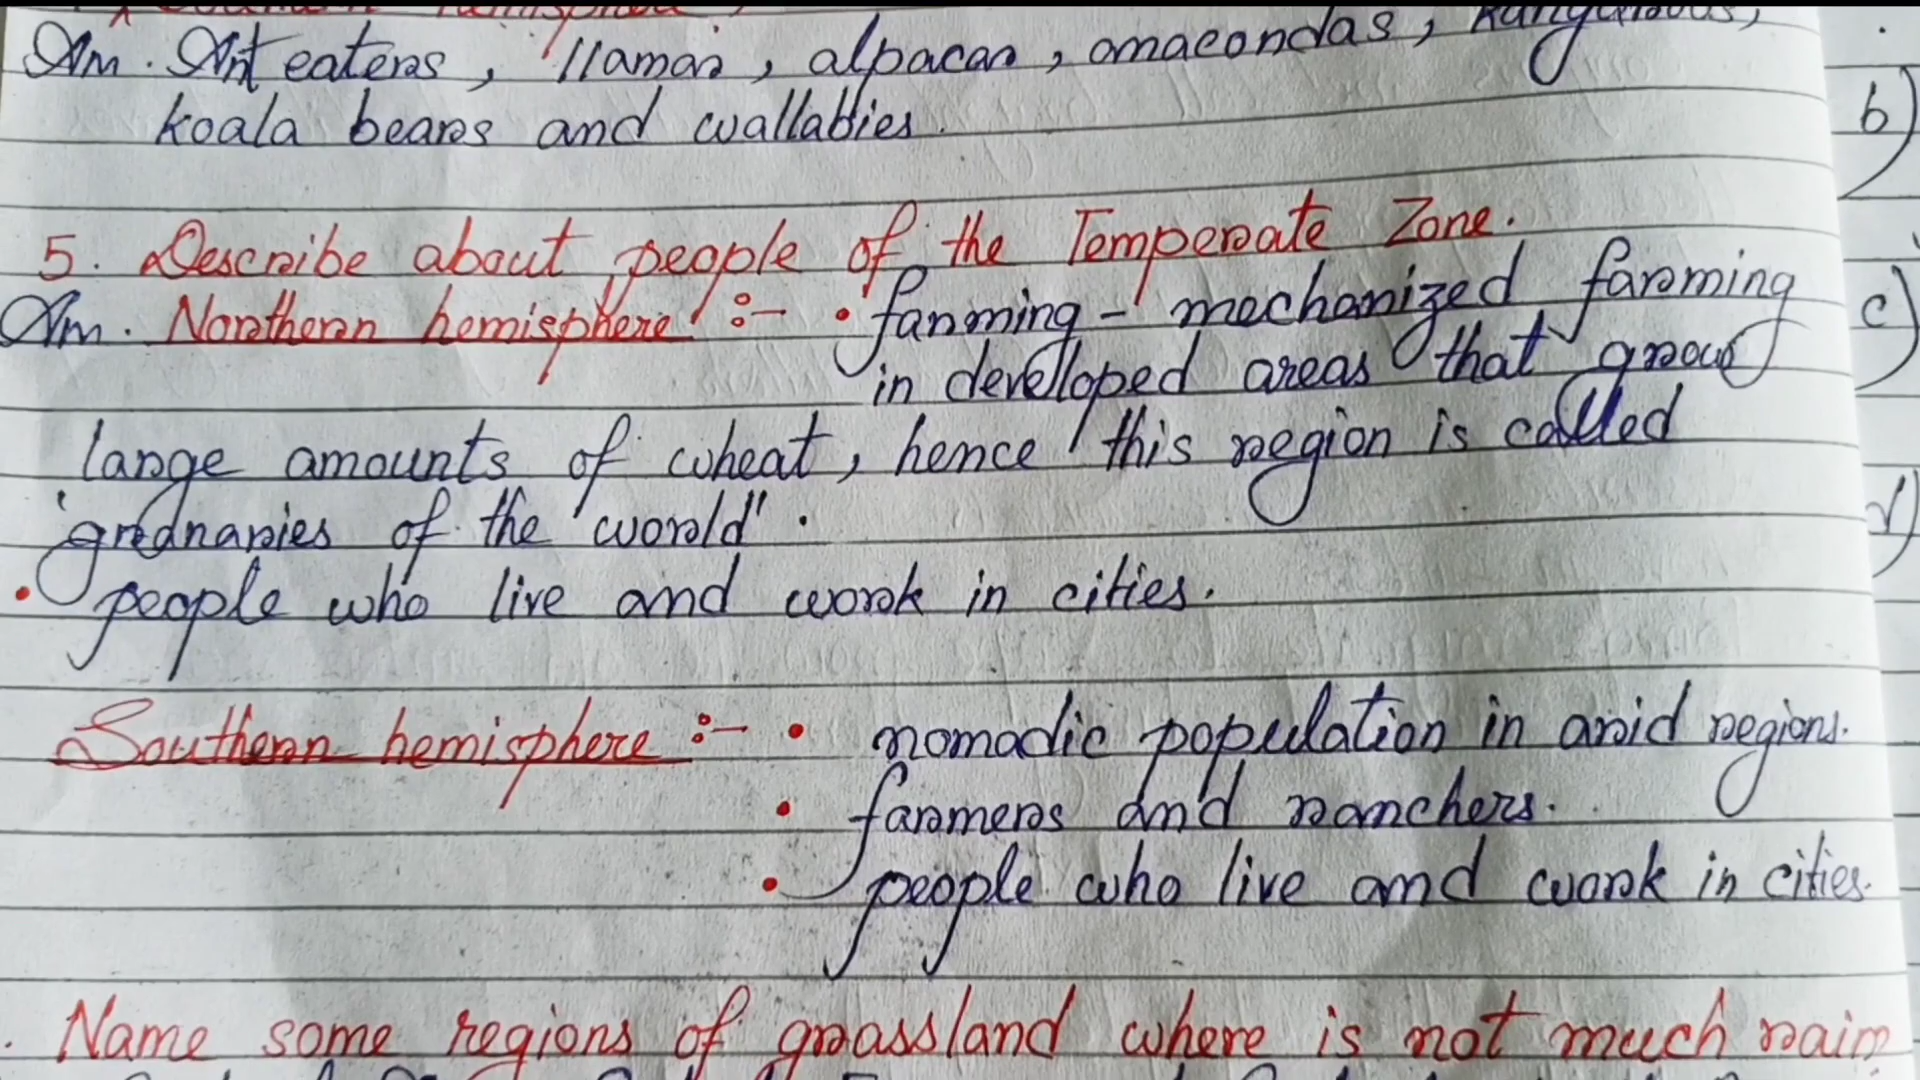 Southern hemisphere
Ans. Ant eaters, llamas, alpacas, anacondas, kangaroos,
koala bears and wallabies.
b)
5. Describe about people of the Temperate Zone.
Ans. Northern hemisphere :- • farming - mechanized farming
c)
in developed areas that grow
large amounts of wheat, hence this region is called
'granaries of the world'.
• people who live and work in cities.
Southern hemisphere :- • nomadic population in arid regions.
• farmers and ranchers.
• people who live and work in cities.
. Name some regions of grassland where is not much rain